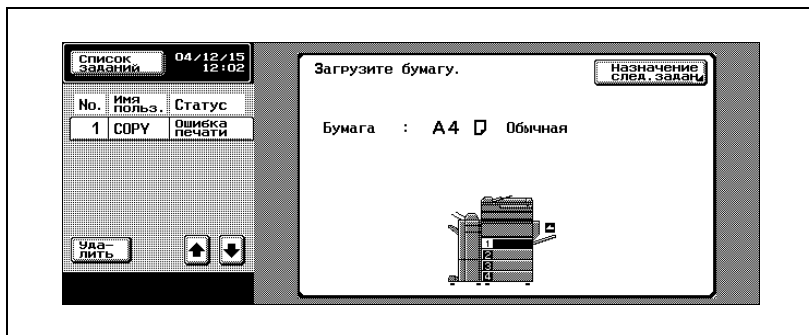 Список
заданий
04/12/15
12:02
No. Имя
польз. Статус
1 COPY Ошибка
печати
Уда-
лить
Загрузите бумагу.
Назначение
след.задан
Бумага : A4 Обычная
1
2
3
4